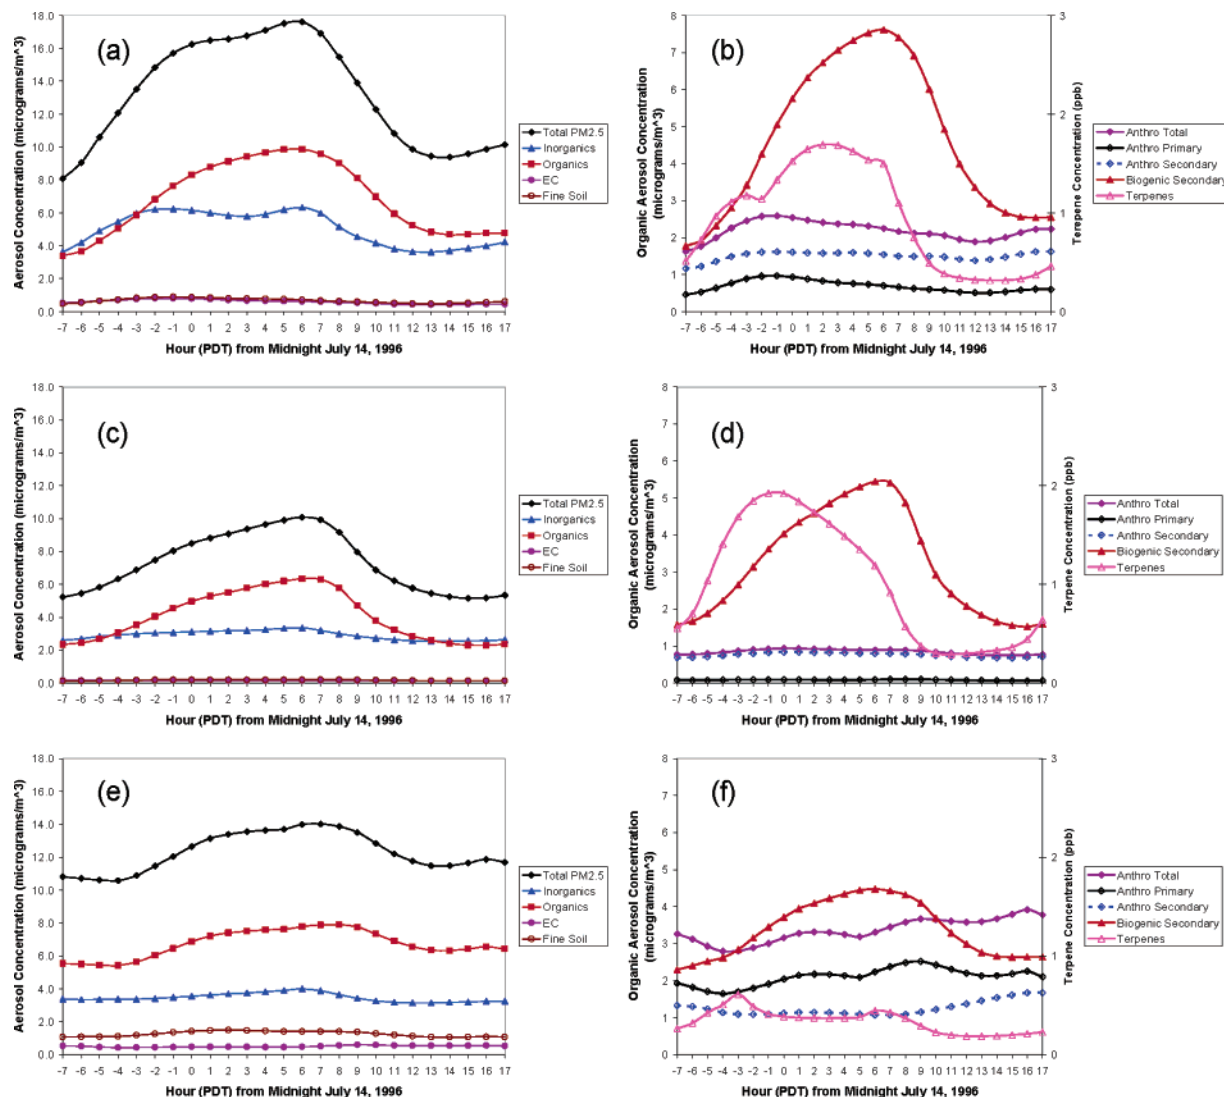 (a)
Aerosol Concentration (micrograms/m^3)
18.0
16.0
14.0
12.0
10.0
8.0
6.0
4.0
2.0
0.0
-7 -6 -5 -4 -3 -2 -1 0 1 2 3 4 5 6 7 8 9 10 11 12 13 14 15 16 17
Hour (PDT) from Midnight July 14, 1996
Total PM2.5
Inorganics
Organics
EC
Fine Soil
(b)
Organic Aerosol Concentration
(micrograms/m^3)
8
7
6
5
4
3
2
1
0
-7 -6 -5 -4 -3 -2 -1 0 1 2 3 4 5 6 7 8 9 10 11 12 13 14 15 16 17
Hour (PDT) from Midnight July 14, 1996
3
2
1
0
Terpene Concentration (ppb)
Anthro Total
Anthro Primary
Anthro Secondary
Biogenic Secondary
Terpenes
(c)
Aerosol Concentration (micrograms/m^3)
18.0
16.0
14.0
12.0
10.0
8.0
6.0
4.0
2.0
0.0
-7 -6 -5 -4 -3 -2 -1 0 1 2 3 4 5 6 7 8 9 10 11 12 13 14 15 16 17
Hour (PDT) from Midnight July 14, 1996
Total PM2.5
Inorganics
Organics
EC
Fine Soil
(d)
Organic Aerosol Concentration
(micrograms/m^3)
8
7
6
5
4
3
2
1
0
-7 -6 -5 -4 -3 -2 -1 0 1 2 3 4 5 6 7 8 9 10 11 12 13 14 15 16 17
Hour (PDT) from Midnight July 14, 1996
3
2
1
0
Terpene Concentration (ppb)
Anthro Total
Anthro Primary
Anthro Secondary
Biogenic Secondary
Terpenes
(e)
Aerosol Concentration (micrograms/m^3)
18.0
16.0
14.0
12.0
10.0
8.0
6.0
4.0
2.0
0.0
-7 -6 -5 -4 -3 -2 -1 0 1 2 3 4 5 6 7 8 9 10 11 12 13 14 15 16 17
Hour (PDT) from Midnight July 14, 1996
Total PM2.5
Inorganics
Organics
EC
Fine Soil
(f)
Organic Aerosol Concentration
(micrograms/m^3)
8
7
6
5
4
3
2
1
0
-7 -6 -5 -4 -3 -2 -1 0 1 2 3 4 5 6 7 8 9 10 11 12 13 14 15 16 17
Hour (PDT) from Midnight July 14, 1996
3
2
1
0
Terpene Concentration (ppb)
Anthro Total
Anthro Primary
Anthro Secondary
Biogenic Secondary
Terpenes